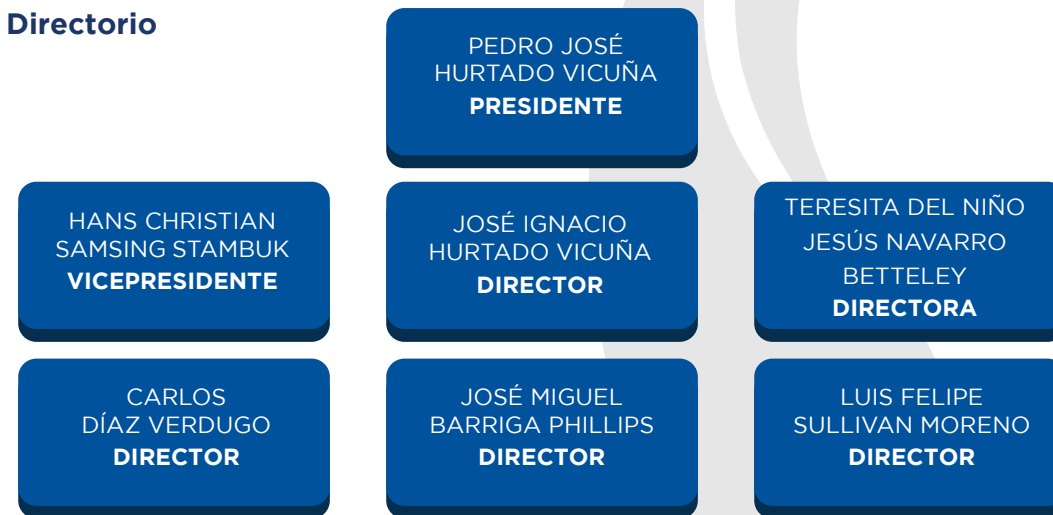 Directorio
PEDRO JOSÉ
HURTADO VICUÑA
PRESIDENTE
HANS CHRISTIAN
SAMSING STAMBUK
VICEPRESIDENTE
JOSÉ IGNACIO
HURTADO VICUÑA
DIRECTOR
TERESITA DEL NIÑO
JESÚS NAVARRO
BETTELEY
DIRECTORA
CARLOS
DÍAZ VERDUGO
DIRECTOR
JOSÉ MIGUEL
BARRIGA PHILLIPS
DIRECTOR
LUIS FELIPE
SULLIVAN MORENO
DIRECTOR